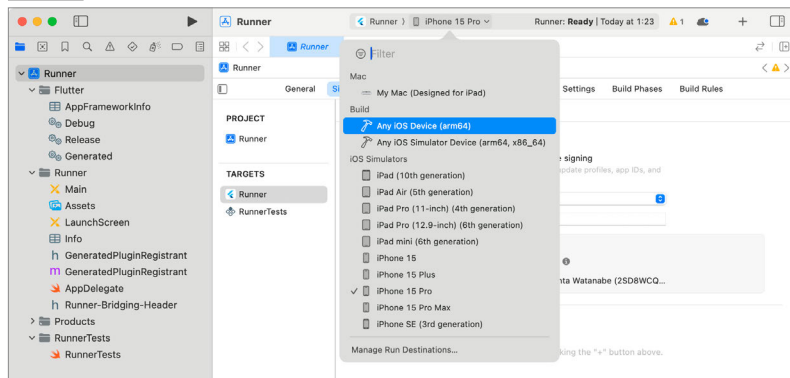 Runner
Runner
iPhone 15 Pro
Runner: Ready | Today at 1:23
1
Runner
Runner
Runner
Flutter
AppFrameworkInfo
Debug
Release
Generated
Runner
Main
Assets
LaunchScreen
Info
GeneratedPluginRegistrant
GeneratedPluginRegistrant
AppDelegate
Runner-Bridging-Header
Products
RunnerTests
RunnerTests
General
Settings
Build Phases
Build Rules
PROJECT
Runner
TARGETS
Runner
RunnerTests
Filter
Mac
My Mac (Designed for iPad)
Build
Any iOS Device (arm64)
Any iOS Simulator Device (arm64, x86_64)
iOS Simulators
iPad (10th generation)
iPad Air (5th generation)
iPad Pro (11-inch) (4th generation)
iPad Pro (12.9-inch) (6th generation)
iPad mini (6th generation)
iPhone 15
iPhone 15 Plus
iPhone 15 Pro
iPhone 15 Pro Max
iPhone SE (3rd generation)
Manage Run Destinations...
signing
update profiles, app IDs, and
Watanabe (2SD8WCQ...
king the "+" button above.